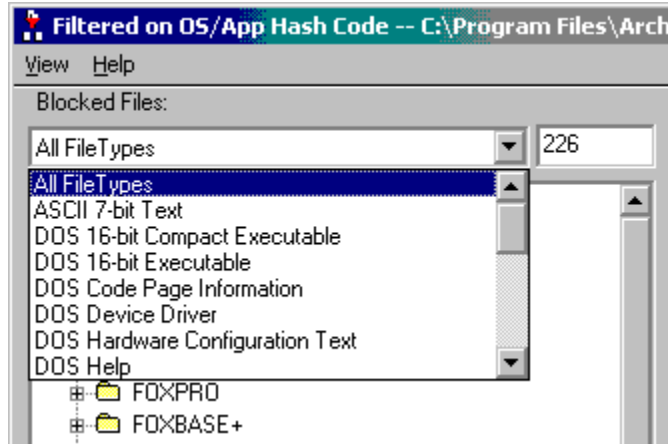 Filtered on OS/App Hash Code -- C:\Program Files\Arch
View Help
Blocked Files:
All FileTypes
226
All FileTypes
ASCII 7-bit Text
DOS 16-bit Compact Executable
DOS 16-bit Executable
DOS Code Page Information
DOS Device Driver
DOS Hardware Configuration Text
DOS Help
FOXPRO
FOXBASE+